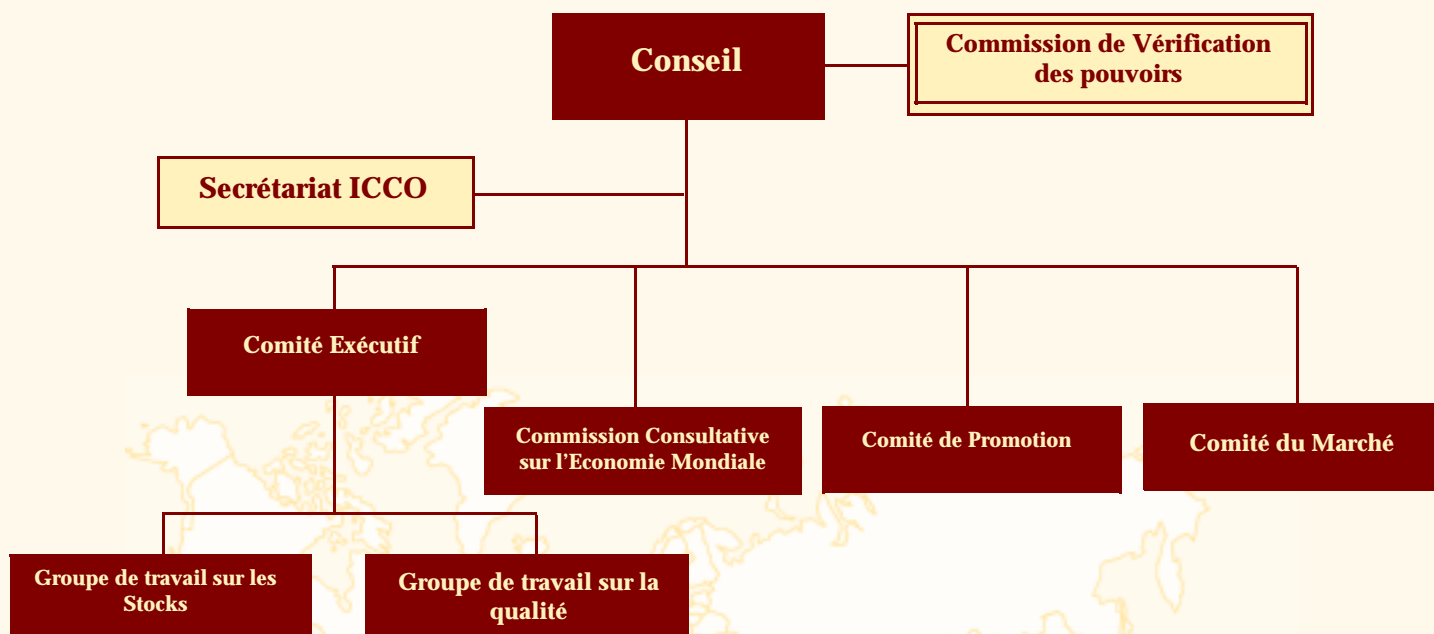 Conseil
Commission de Vérification
des pouvoirs
Secrétariat ICCO
Comité Exécutif
Commission Consultative
sur l'Economie Mondiale
Comité de Promotion
Comité du Marché
Groupe de travail sur les
Stocks
Groupe de travail sur la
qualité